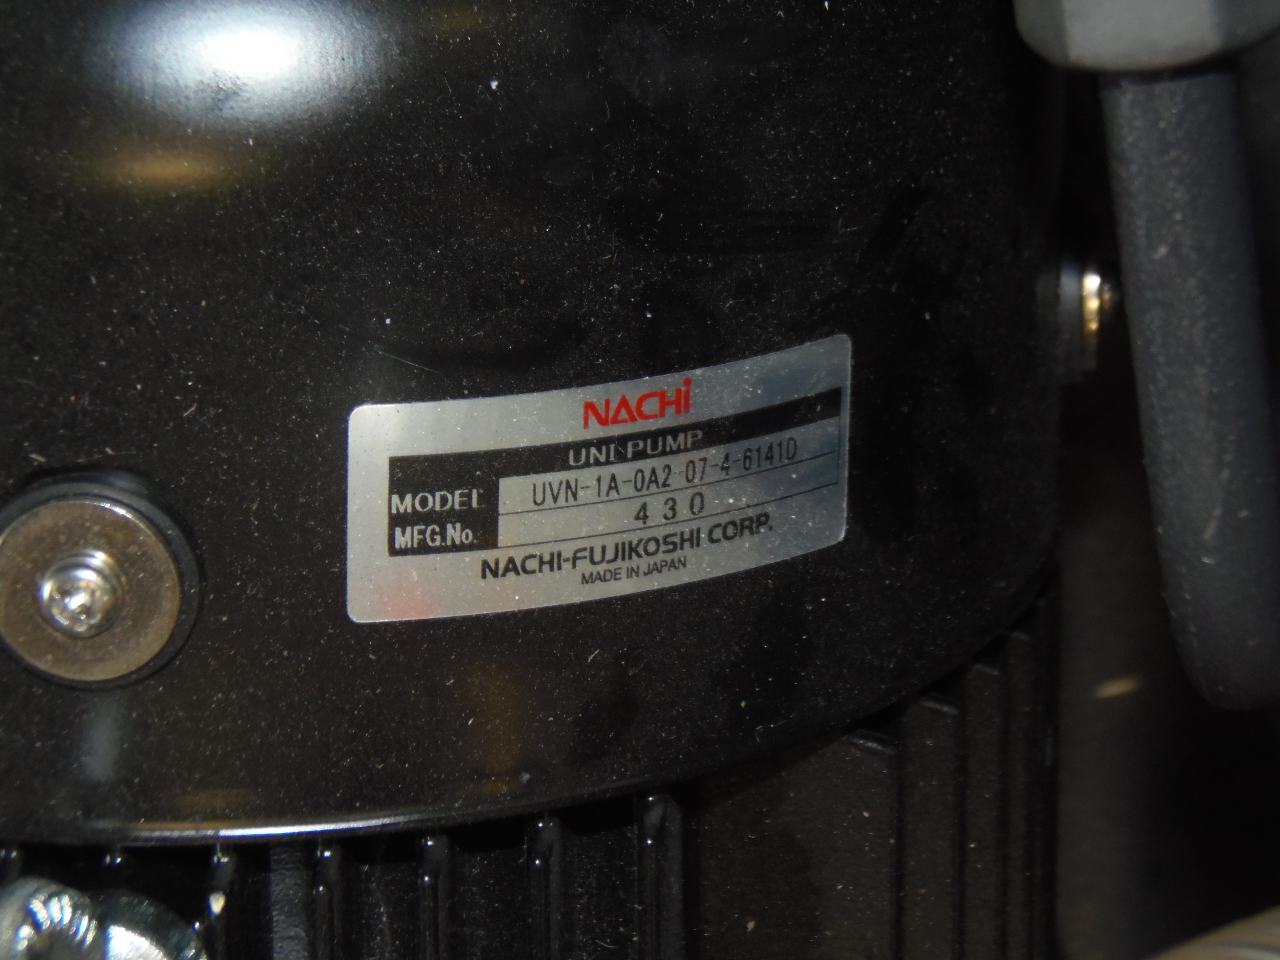 NACHi
UNI PUMP
MODEL UVN-1A-0A2-07-4-6141D
MFG.No. 430
NACHI-FUJIKOSHI CORP.
MADE IN JAPAN